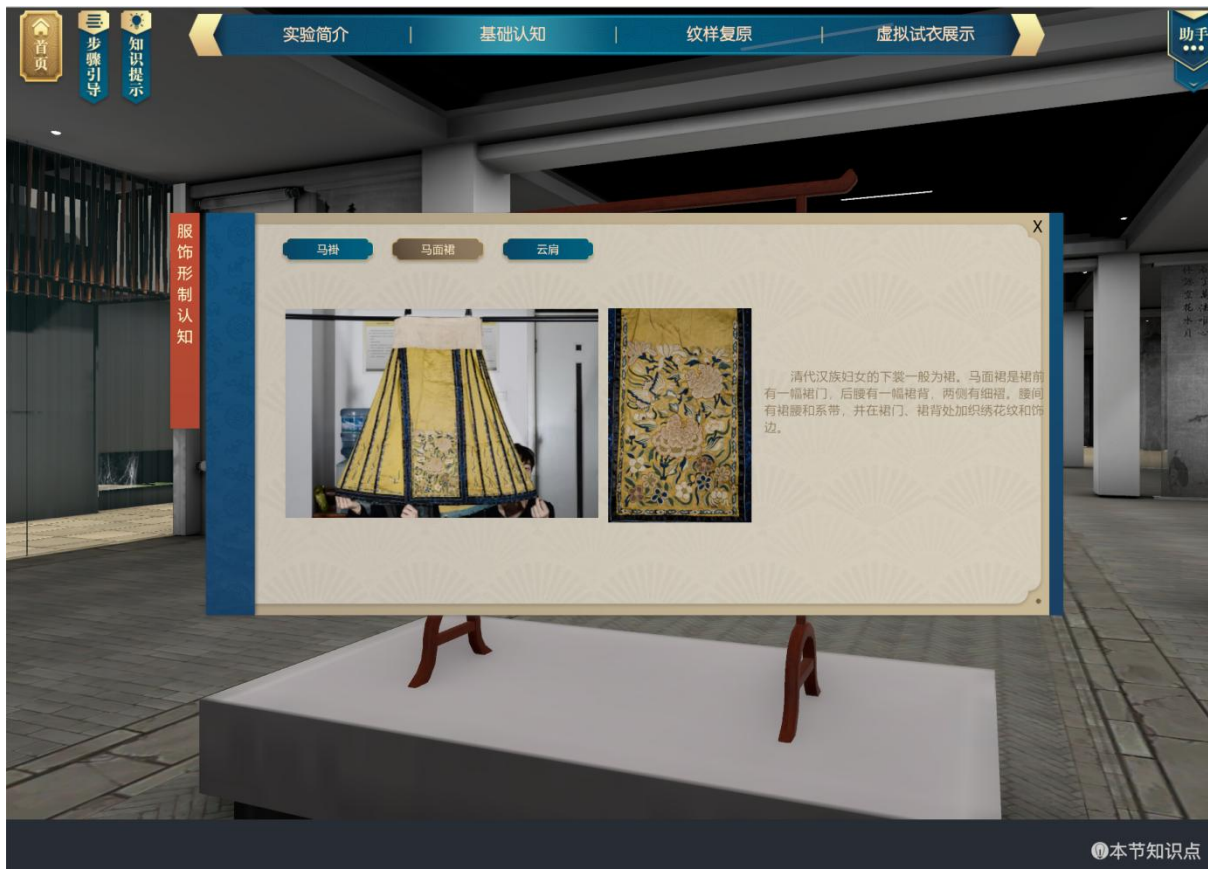 首页
步骤引导
知识提示
实验简介 | 基础认知 | 纹样复原 | 虚拟试衣展示
助手
服饰形制认知
X
马褂
马面裙
云肩
清代汉族妇女的下裳一般为裙。马面裙是裙前
有一幅裙门，后腰有一幅裙背，两侧有细褶。腰间
有裙腰和系带，并在裙门、裙背处加织绣花纹和饰
边。
本节知识点